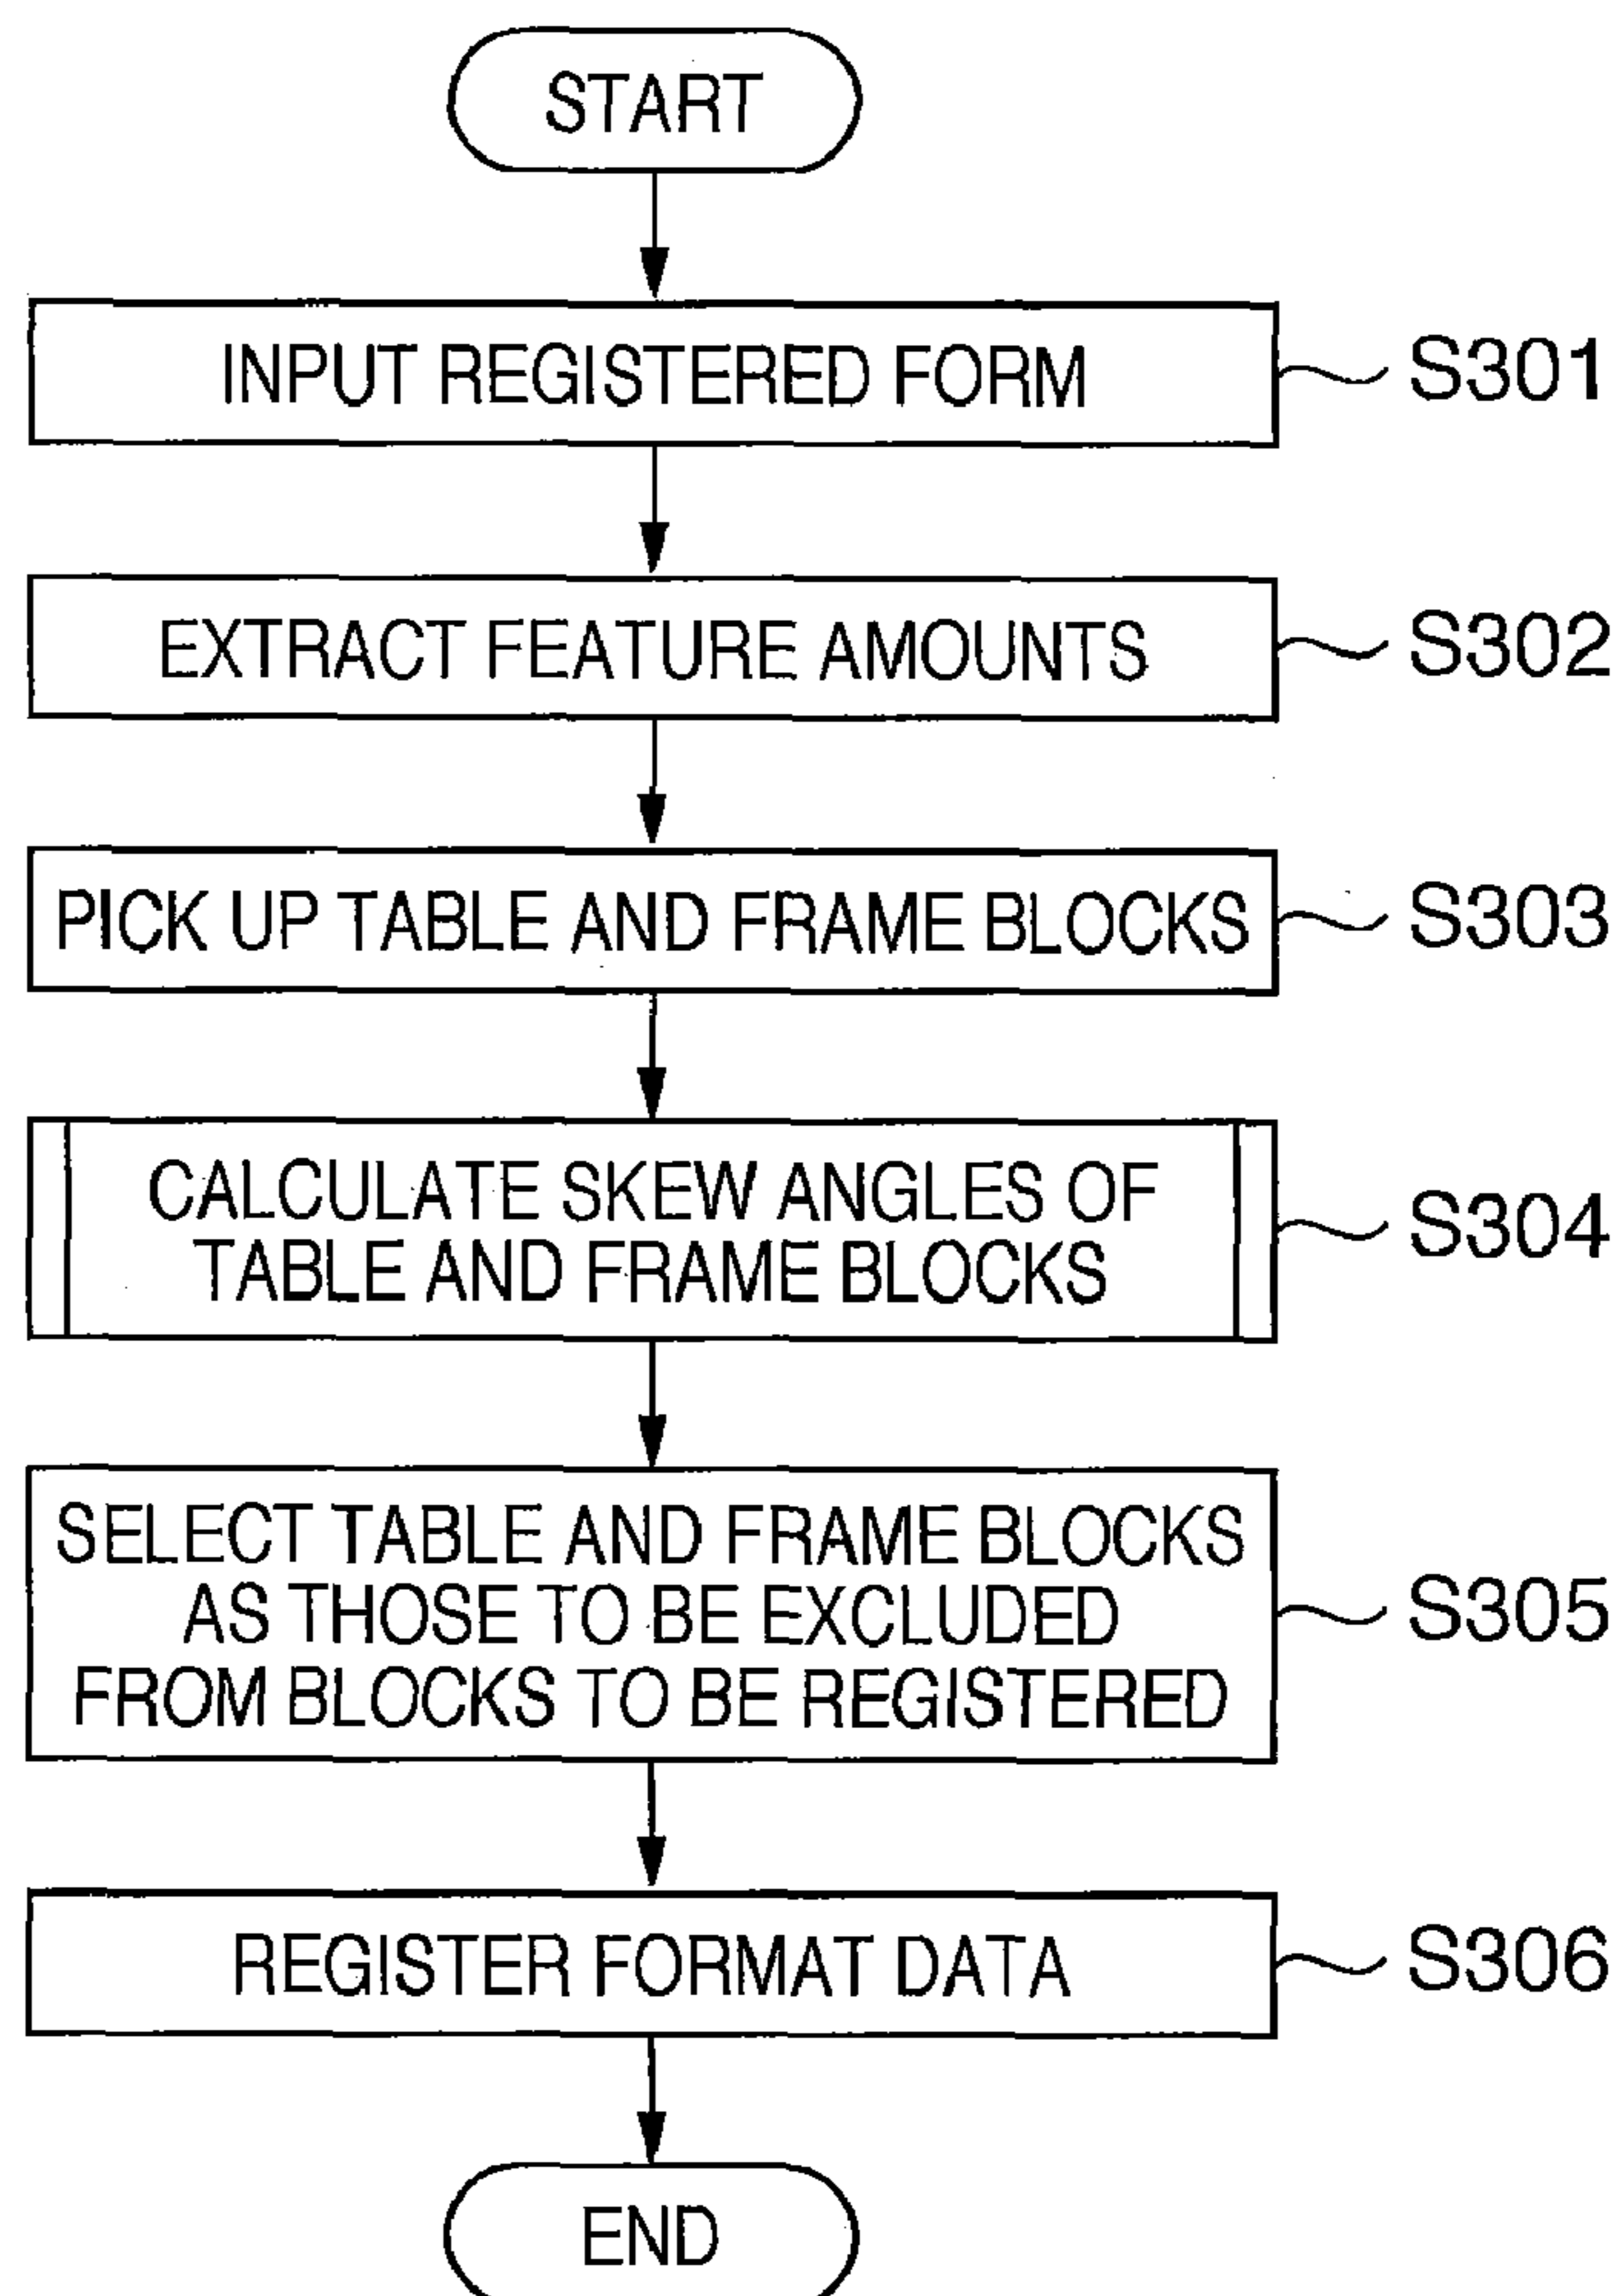 START
INPUT REGISTERED FORM S301
EXTRACT FEATURE AMOUNTS S302
PICK UP TABLE AND FRAME BLOCKS S303
CALCULATE SKEW ANGLES OF
TABLE AND FRAME BLOCKS
S304
SELECT TABLE AND FRAME BLOCKS
AS THOSE TO BE EXCLUDED
FROM BLOCKS TO BE REGISTERED
S305
REGISTER FORMAT DATA S306
END